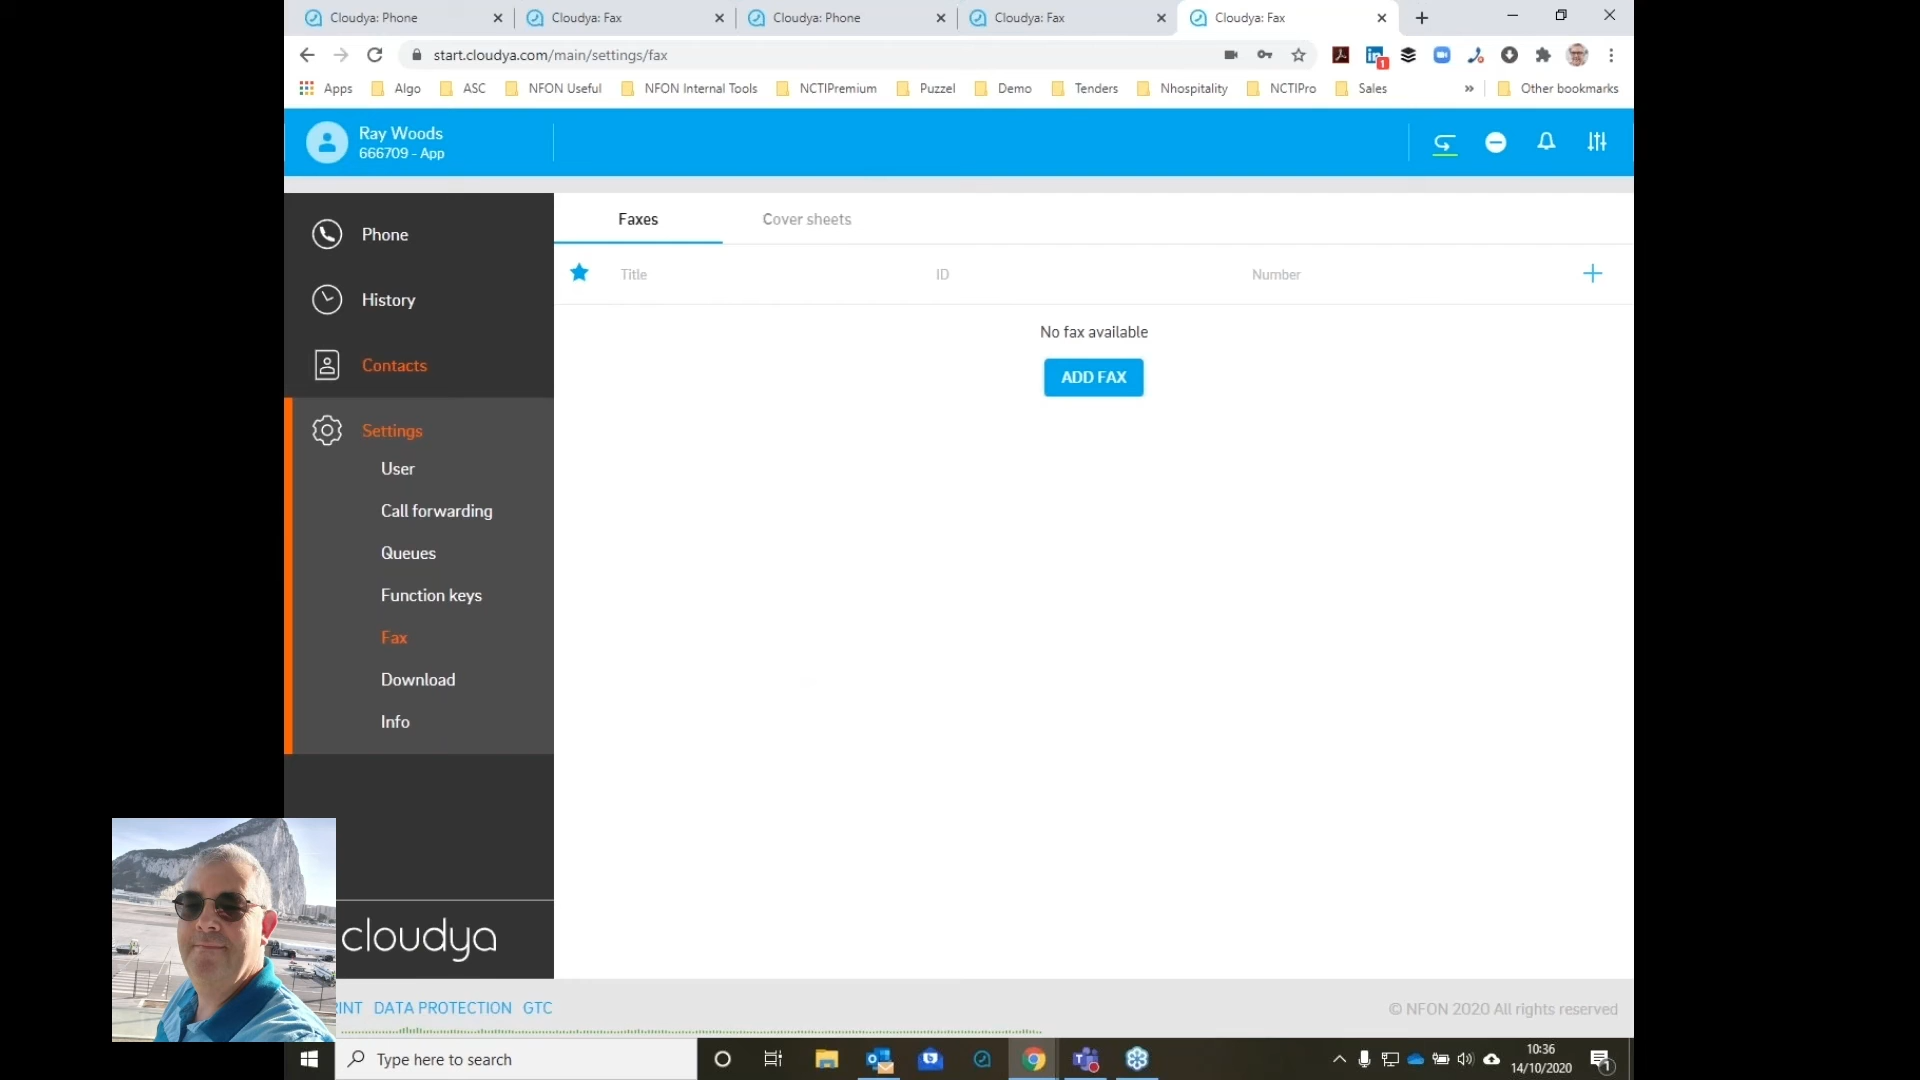 Cloudya: Phone
Cloudya: Fax
Cloudya: Phone
Cloudya: Fax
Cloudya: Fax
start.cloudya.com/main/settings/fax
in
1
Apps
Algo
ASC
NFON Useful
NFON Internal Tools
NCTIPremium
Puzzel
Demo
Tenders
Nhospitality
NCTIPro
Sales
»
Other bookmarks
Ray Woods
666709 - App
Phone
History
Contacts
Settings
User
Call forwarding
Queues
Function keys
Fax
Download
Info
cloudya
Faxes
Cover sheets
Title
ID
Number
No fax available
ADD FAX
RINT DATA PROTECTION GTC
© NFON 2020 All rights reserved
Type here to search
10:36
14/10/2020
1